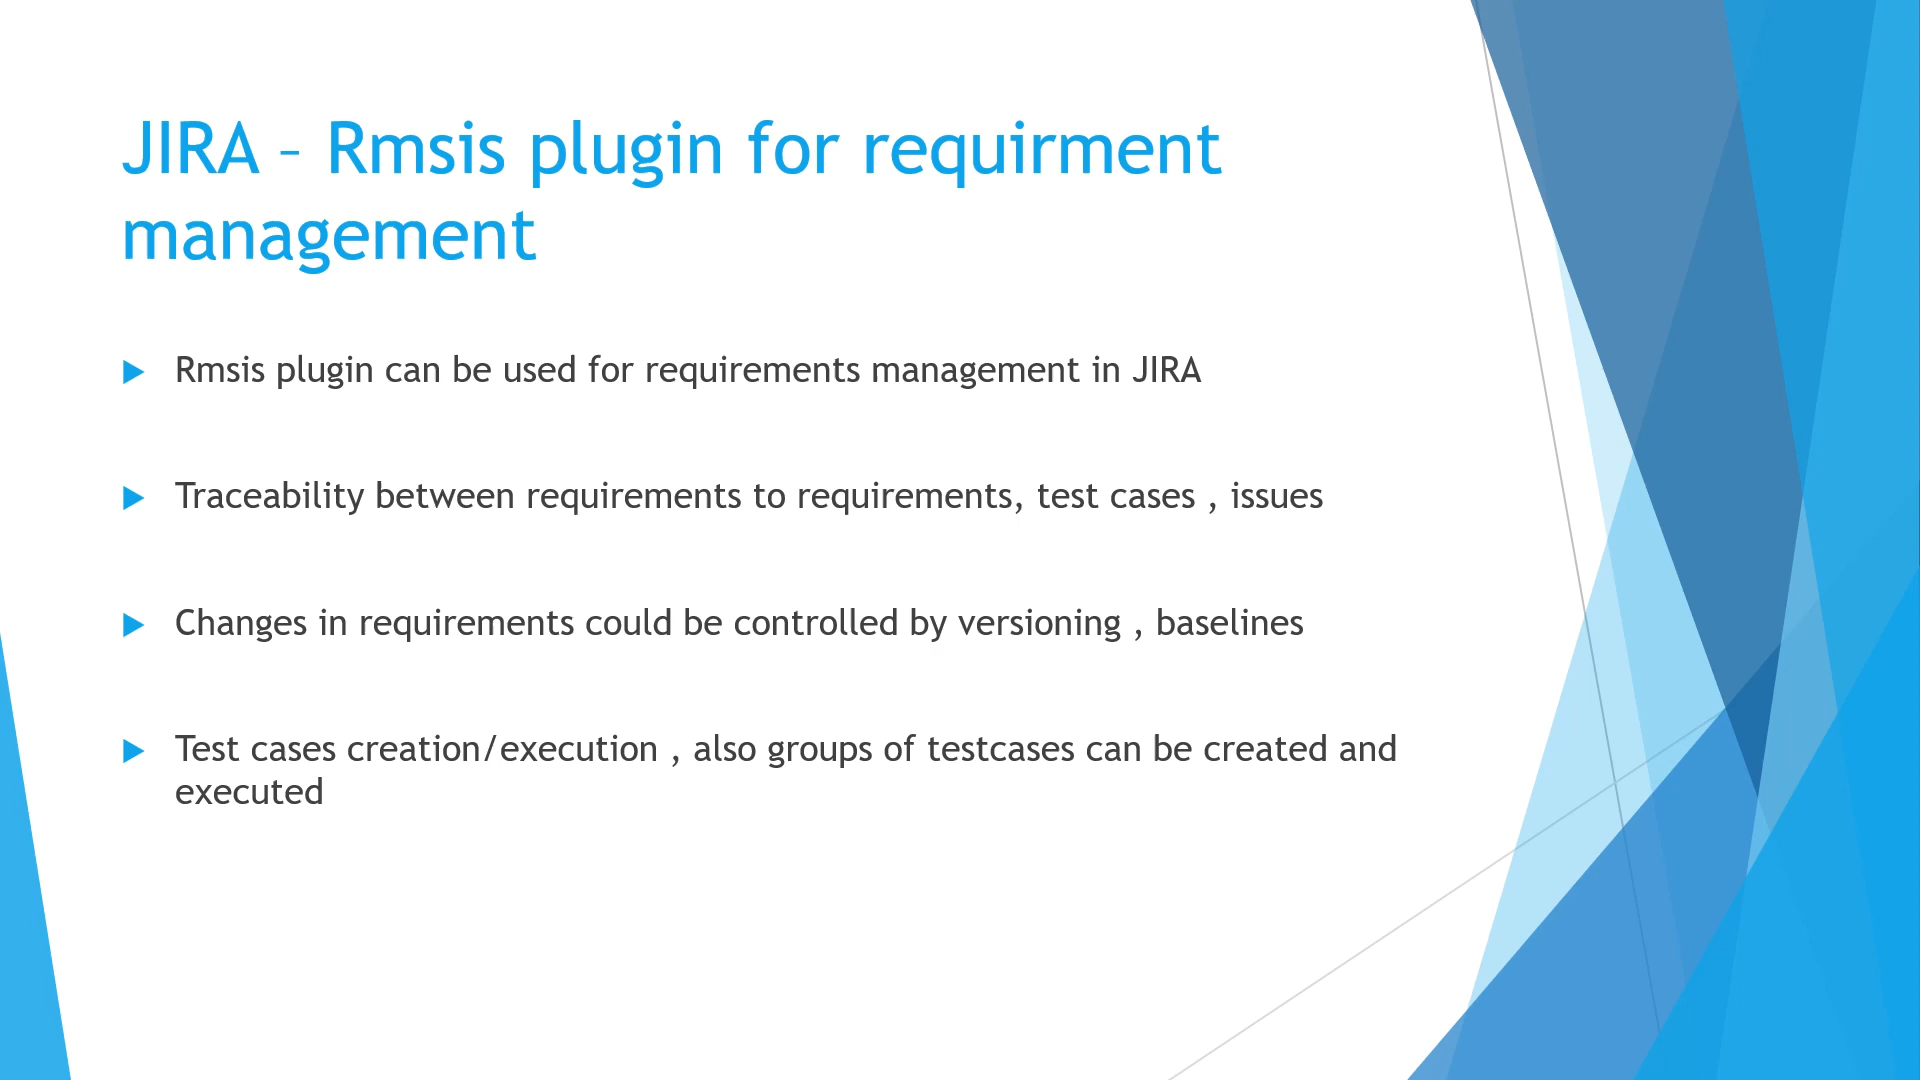 JIRA – Rmsis plugin for requirment
management
Rmsis plugin can be used for requirements management in JIRA
Traceability between requirements to requirements, test cases , issues
Changes in requirements could be controlled by versioning , baselines
Test cases creation/execution , also groups of testcases can be created and
executed